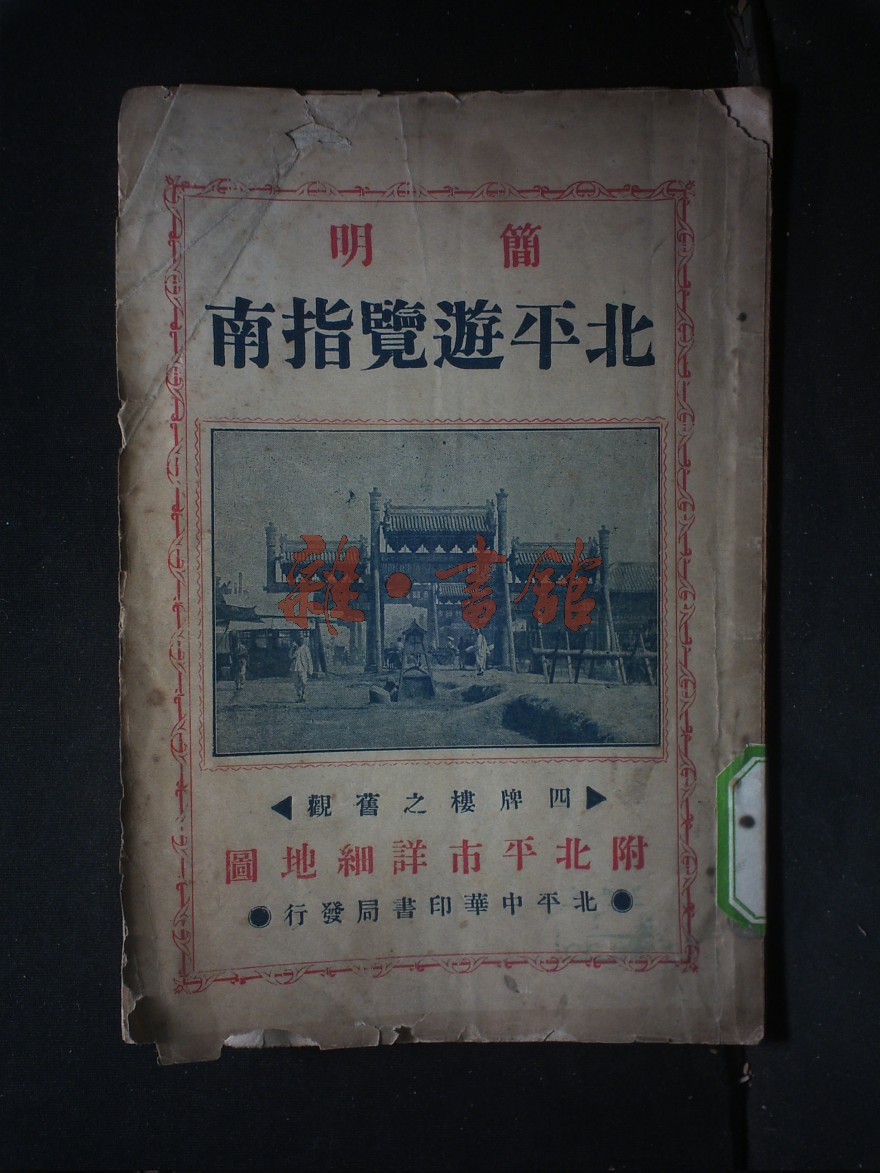 簡明
北平遊覽指南
雜·書館
四牌樓之舊觀
附北平市詳細地圖
北平中華印書局發行